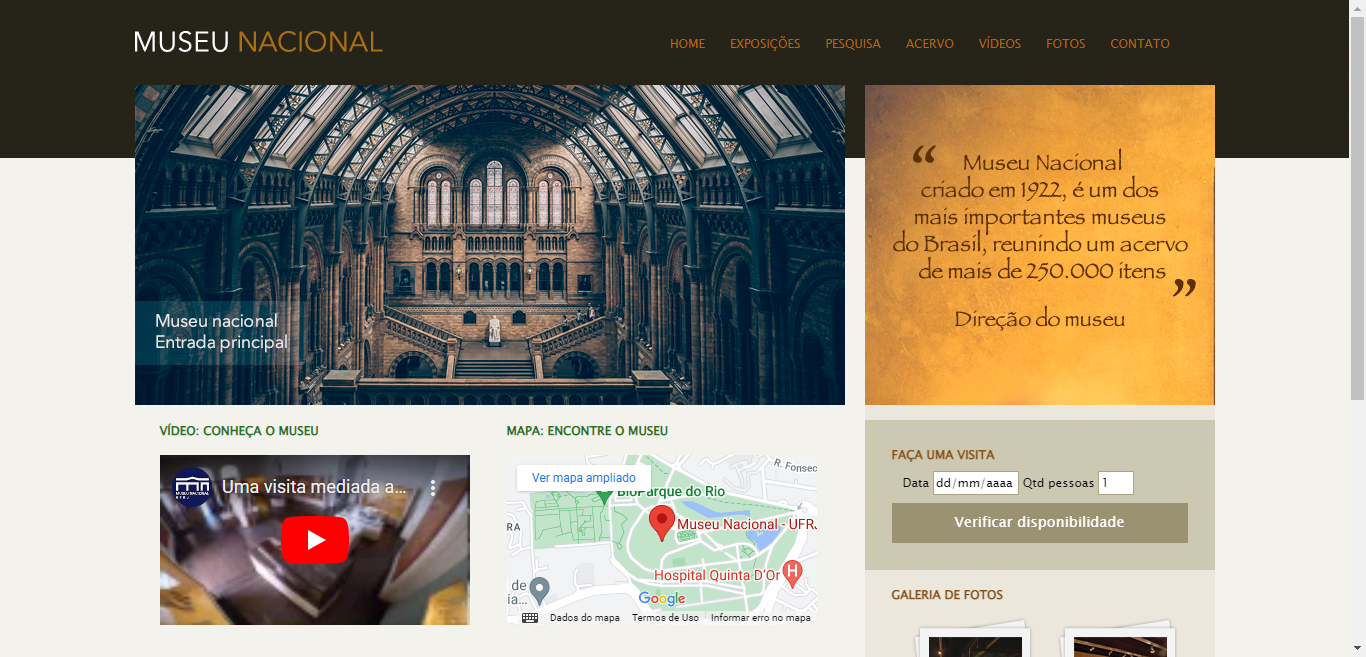 MUSEU NACIONAL
HOME EXPOSIÇÕES PESQUISA ACERVO VÍDEOS FOTOS CONTATO
Museu nacional
Entrada principal
“ Museu Nacional
criado em 1922, é um dos
mais importantes museus
do Brasil, reunindo um acervo
de mais de 250.000 itens ”
Direção do museu
VÍDEO: CONHEÇA O MUSEU
Uma visita mediada a...
MUSEU NACIONAL
UFRJ
MAPA: ENCONTRE O MUSEU
Ver mapa ampliado
R. Fonsec
BioParque do Rio
RA
Museu Nacional - UFRJ
Hospital Quinta D'Or
H
de
ia...
Google
Dados do mapa Termos de Uso Informar erro no mapa
FAÇA UMA VISITA
Data dd/mm/aaaa Qtd pessoas 1
Verificar disponibilidade
GALERIA DE FOTOS